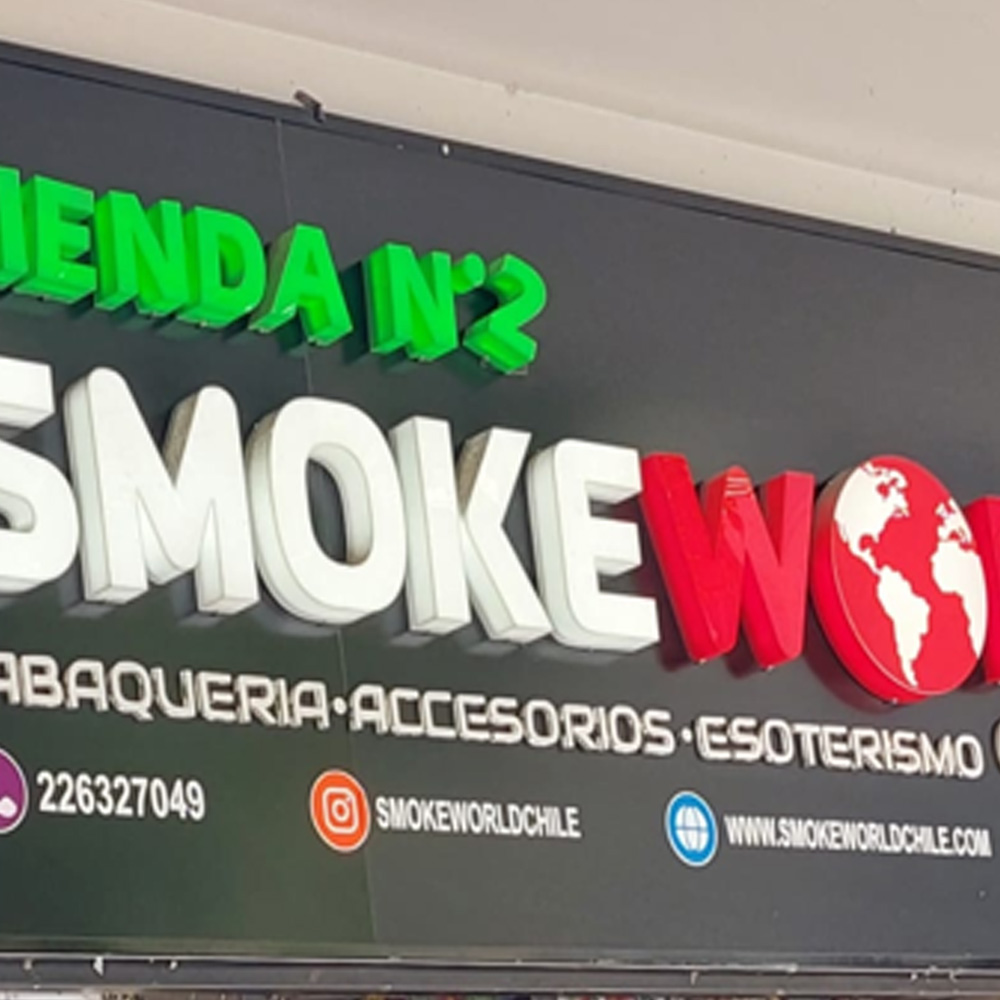 IENDA N°2
SMOKEWO
ABAQUERIA·ACCESORIOS·ESOTERISMO
226327049 SMOKEWORLDCHILE WWW.SMOKEWORLDCHILE.COM